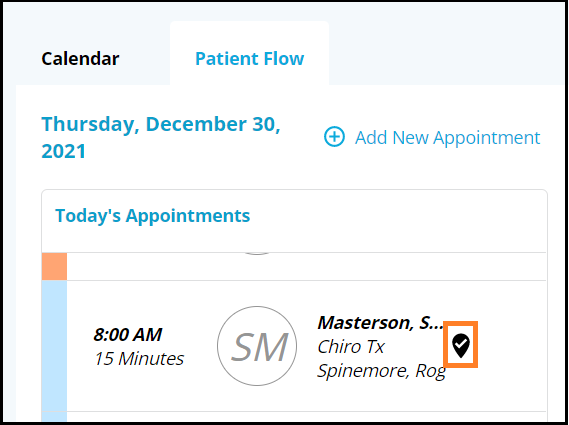 Calendar
Patient Flow
Thursday, December 30,
2021
Add New Appointment
Today's Appointments
8:00 AM
15 Minutes
SM
Masterson, S...
Chiro Tx
Spinemore, Rog